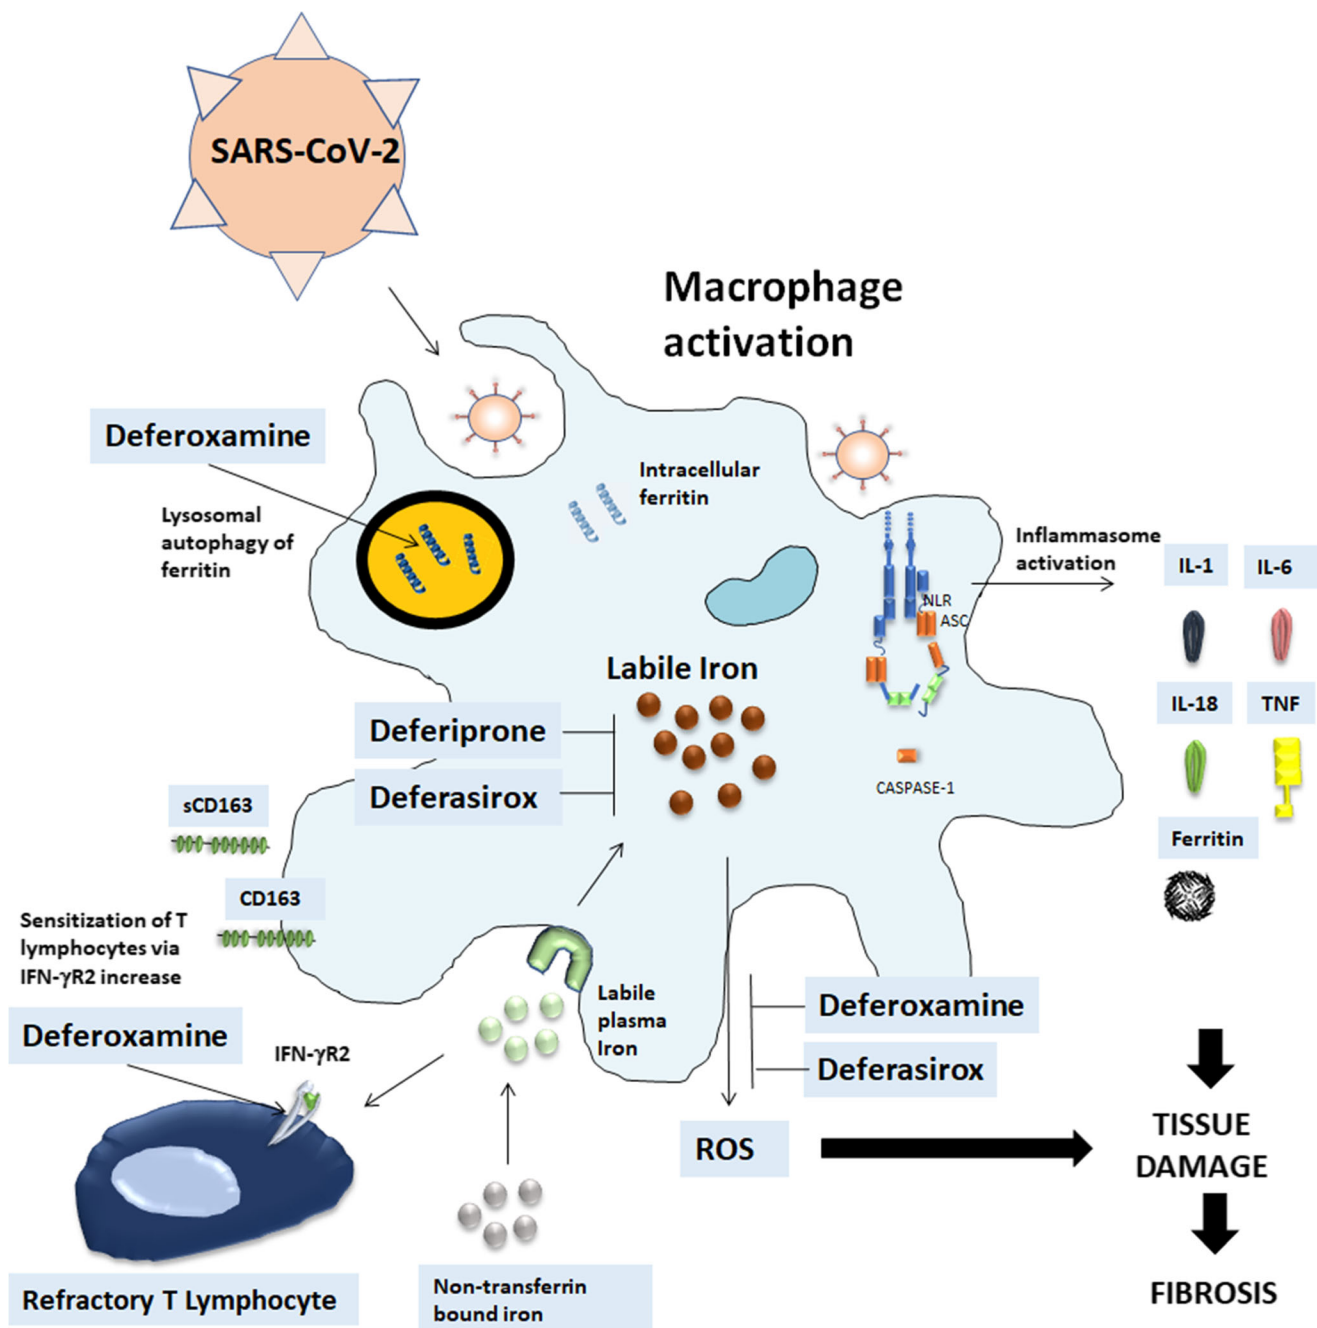 SARS-CoV-2
Macrophage
activation
Deferoxamine
Lysosomal
autophagy of
ferritin
Intracellular
ferritin
Inflammasome
activation
IL-1
IL-6
NLR
ASC
Labile Iron
IL-18
TNF
Deferiprone
Deferasirox
CASPASE-1
sCD163
Ferritin
CD163
Sensitization of T
lymphocytes via
IFN-γR2 increase
Labile
plasma
Iron
Deferoxamine
Deferasirox
Deferoxamine
IFN-γR2
ROS
TISSUE
DAMAGE
Refractory T Lymphocyte
Non-transferrin
bound iron
FIBROSIS